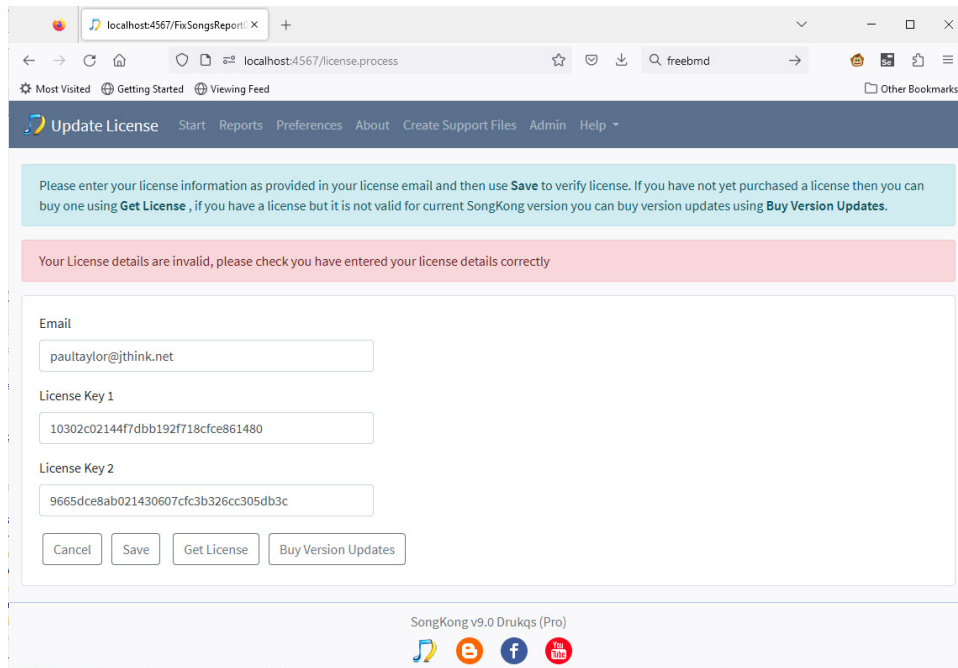 localhost:4567/FixSongsReport0
localhost:4567/license.process
freebmd
Se
Most Visited Getting Started Viewing Feed Other Bookmarks
Update License Start Reports Preferences About Create Support Files Admin Help
Please enter your license information as provided in your license email and then use Save to verify license. If you have not yet purchased a license then you can
buy one using Get License , if you have a license but it is not valid for current SongKong version you can buy version updates using Buy Version Updates.
Your License details are invalid, please check you have entered your license details correctly
Email
paultaylor@jthink.net
License Key 1
10302c02144f7dbb192f718cfce861480
License Key 2
9665dce8ab021430607cfc3b326cc305db3c
Cancel Save Get License Buy Version Updates
SongKong v9.0 Drukqs (Pro)
You
Tube